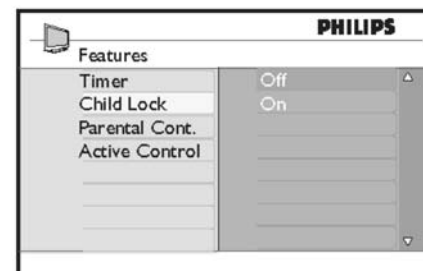 PHILIPS
Features
Timer
Child Lock
Parental Cont.
Active Control
Off
On